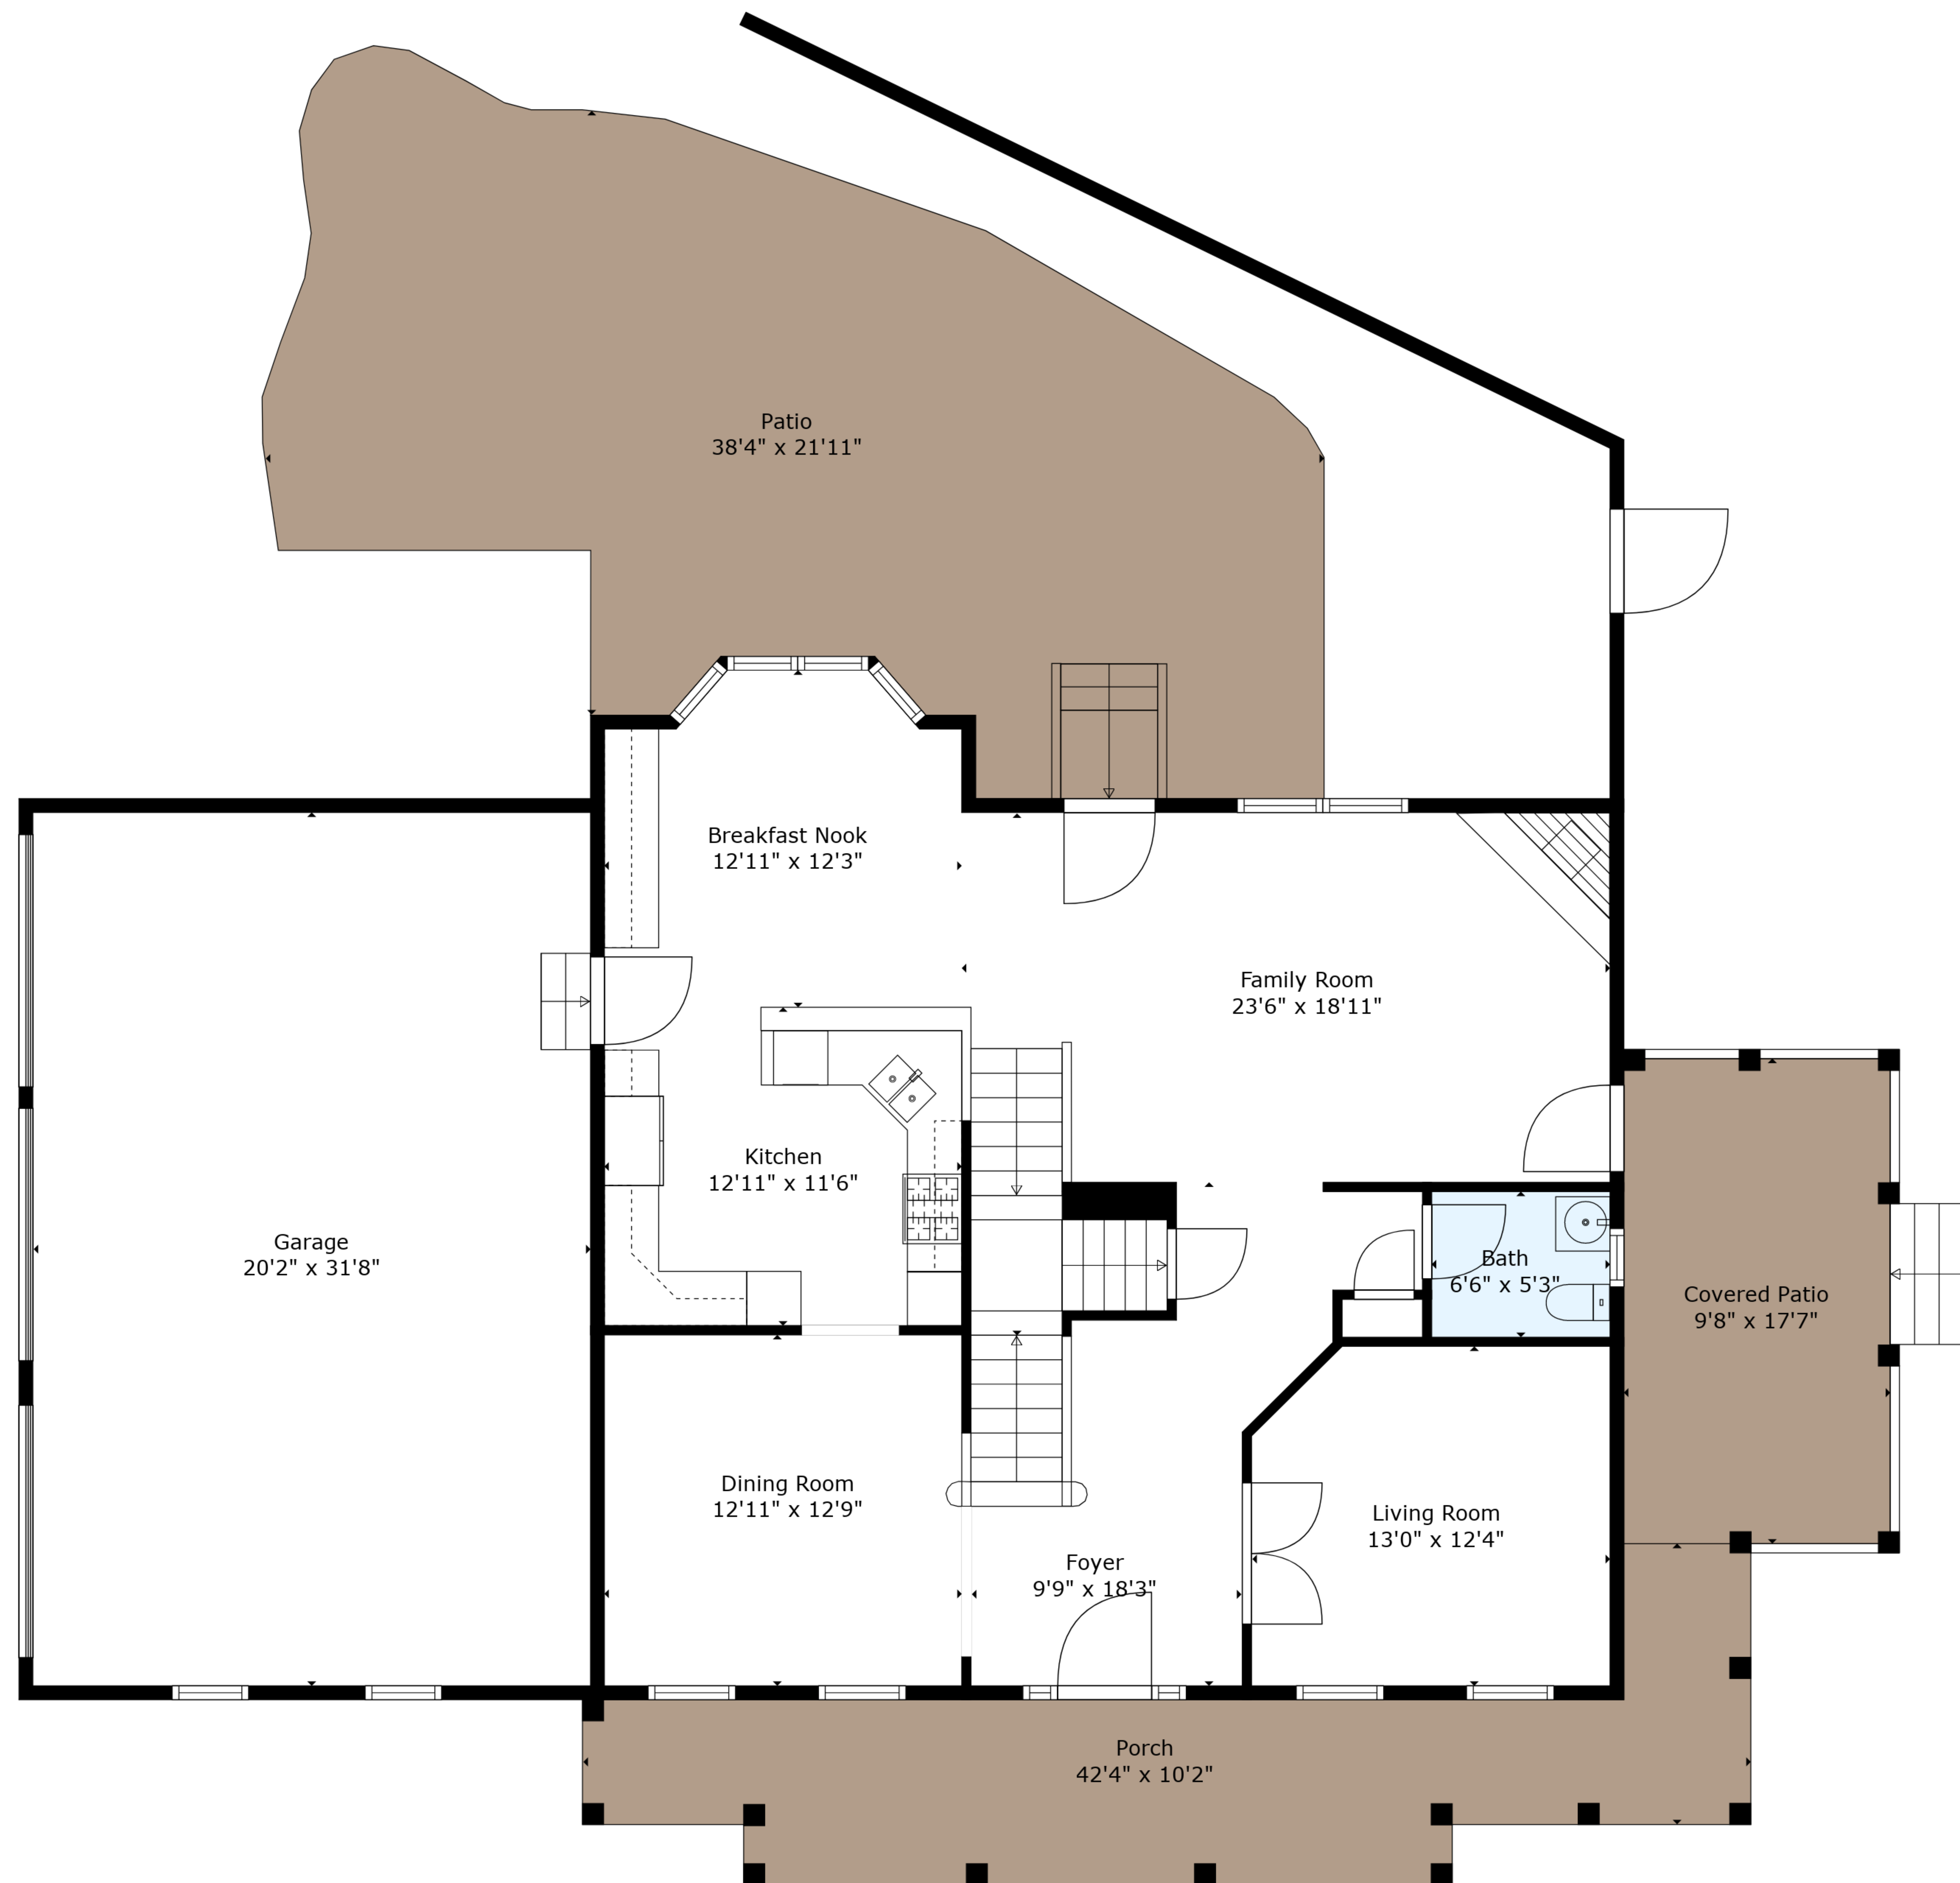 Patio
38'4" x 21'11"
Breakfast Nook
12'11" x 12'3"
Family Room
23'6" x 18'11"
Kitchen
12'11" x 11'6"
Garage
20'2" x 31'8"
Bath
6'6" x 5'3"
Covered Patio
9'8" x 17'7"
Dining Room
12'11" x 12'9"
Living Room
13'0" x 12'4"
Foyer
9'9" x 18'3"
Porch
42'4" x 10'2"